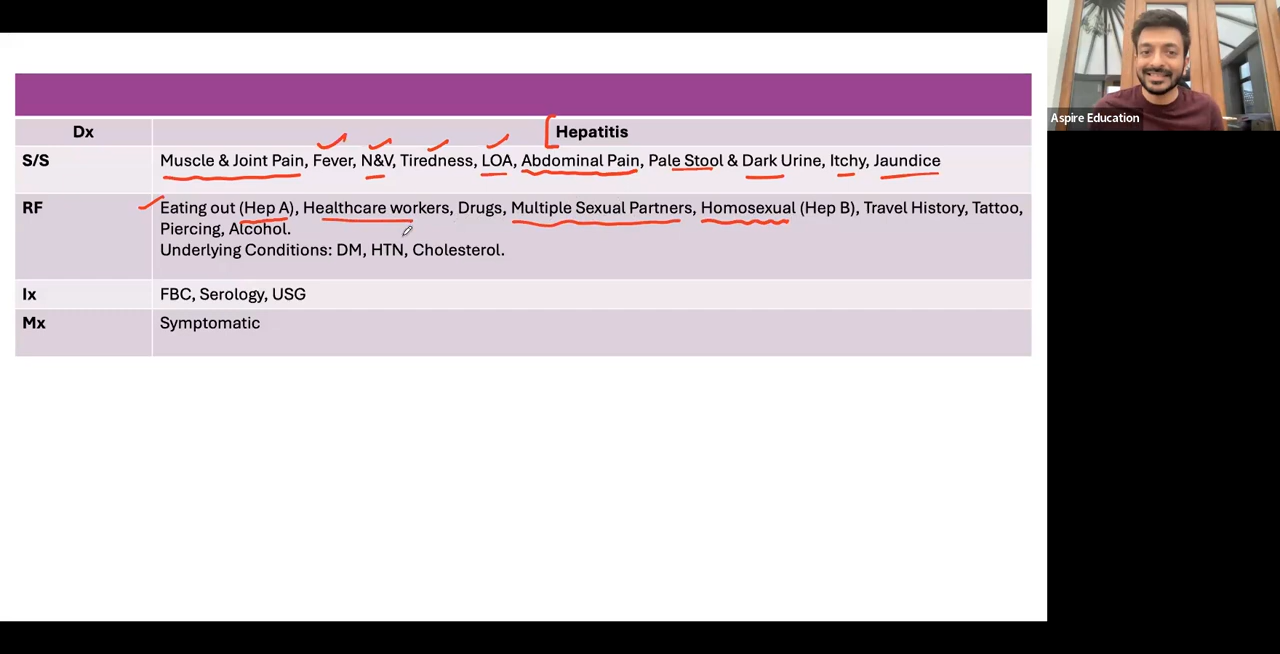 Dx Hepatitis
S/S Muscle & Joint Pain, Fever, N&V, Tiredness, LOA, Abdominal Pain, Pale Stool & Dark Urine, Itchy, Jaundice
RF Eating out (Hep A), Healthcare workers, Drugs, Multiple Sexual Partners, Homosexual (Hep B), Travel History, Tattoo,
Piercing, Alcohol.
Underlying Conditions: DM, HTN, Cholesterol.
Ix FBC, Serology, USG
Mx Symptomatic
Aspire Education